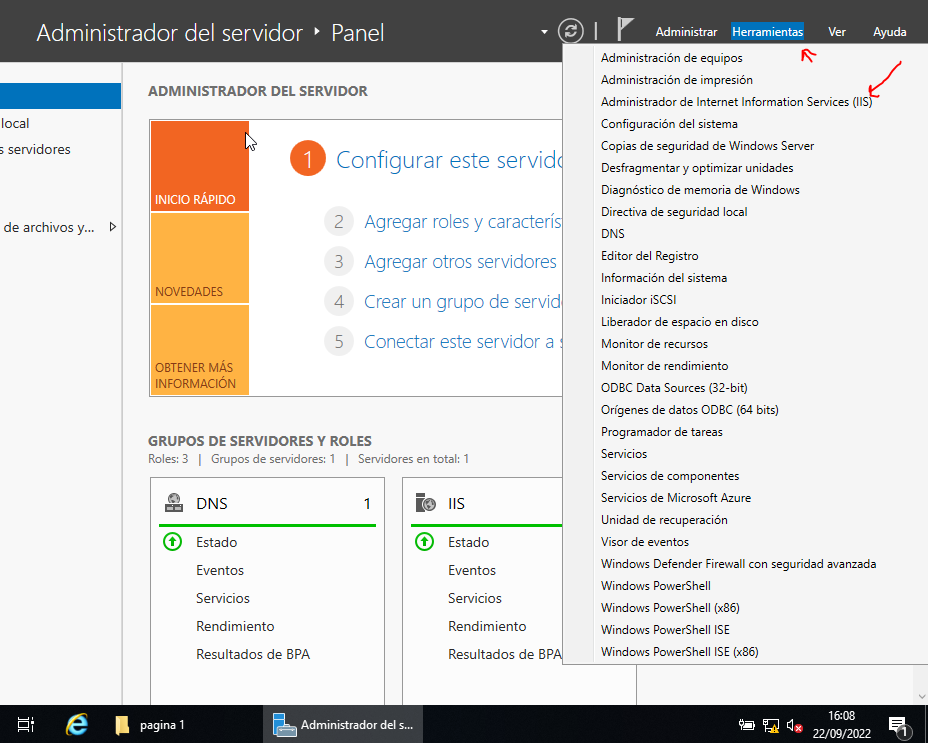 Administrador del servidor ‣ Panel
Administrar Herramientas Ver Ayuda
local
s servidores
de archivos y...
ADMINISTRADOR DEL SERVIDOR
INICIO RÁPIDO
NOVEDADES
OBTENER MÁS
INFORMACIÓN
1 Configurar este servido
2 Agregar roles y caracterís
3 Agregar otros servidores
4 Crear un grupo de servid
5 Conectar este servidor a s
GRUPOS DE SERVIDORES Y ROLES
Roles: 3 | Grupos de servidores: 1 | Servidores en total: 1
DNS 1
Estado
Eventos
Servicios
Rendimiento
Resultados de BPA
IIS
Estado
Eventos
Servicios
Rendimiento
Resultados de BPA
Administración de equipos
Administración de impresión
Administrador de Internet Information Services (IIS)
Configuración del sistema
Copias de seguridad de Windows Server
Desfragmentar y optimizar unidades
Diagnóstico de memoria de Windows
Directiva de seguridad local
DNS
Editor del Registro
Información del sistema
Iniciador iSCSI
Liberador de espacio en disco
Monitor de recursos
Monitor de rendimiento
ODBC Data Sources (32-bit)
Orígenes de datos ODBC (64 bits)
Programador de tareas
Servicios
Servicios de componentes
Servicios de Microsoft Azure
Unidad de recuperación
Visor de eventos
Windows Defender Firewall con seguridad avanzada
Windows PowerShell
Windows PowerShell (x86)
Windows PowerShell ISE
Windows PowerShell ISE (x86)
pagina 1
Administrador del s...
16:08
22/09/2022
1